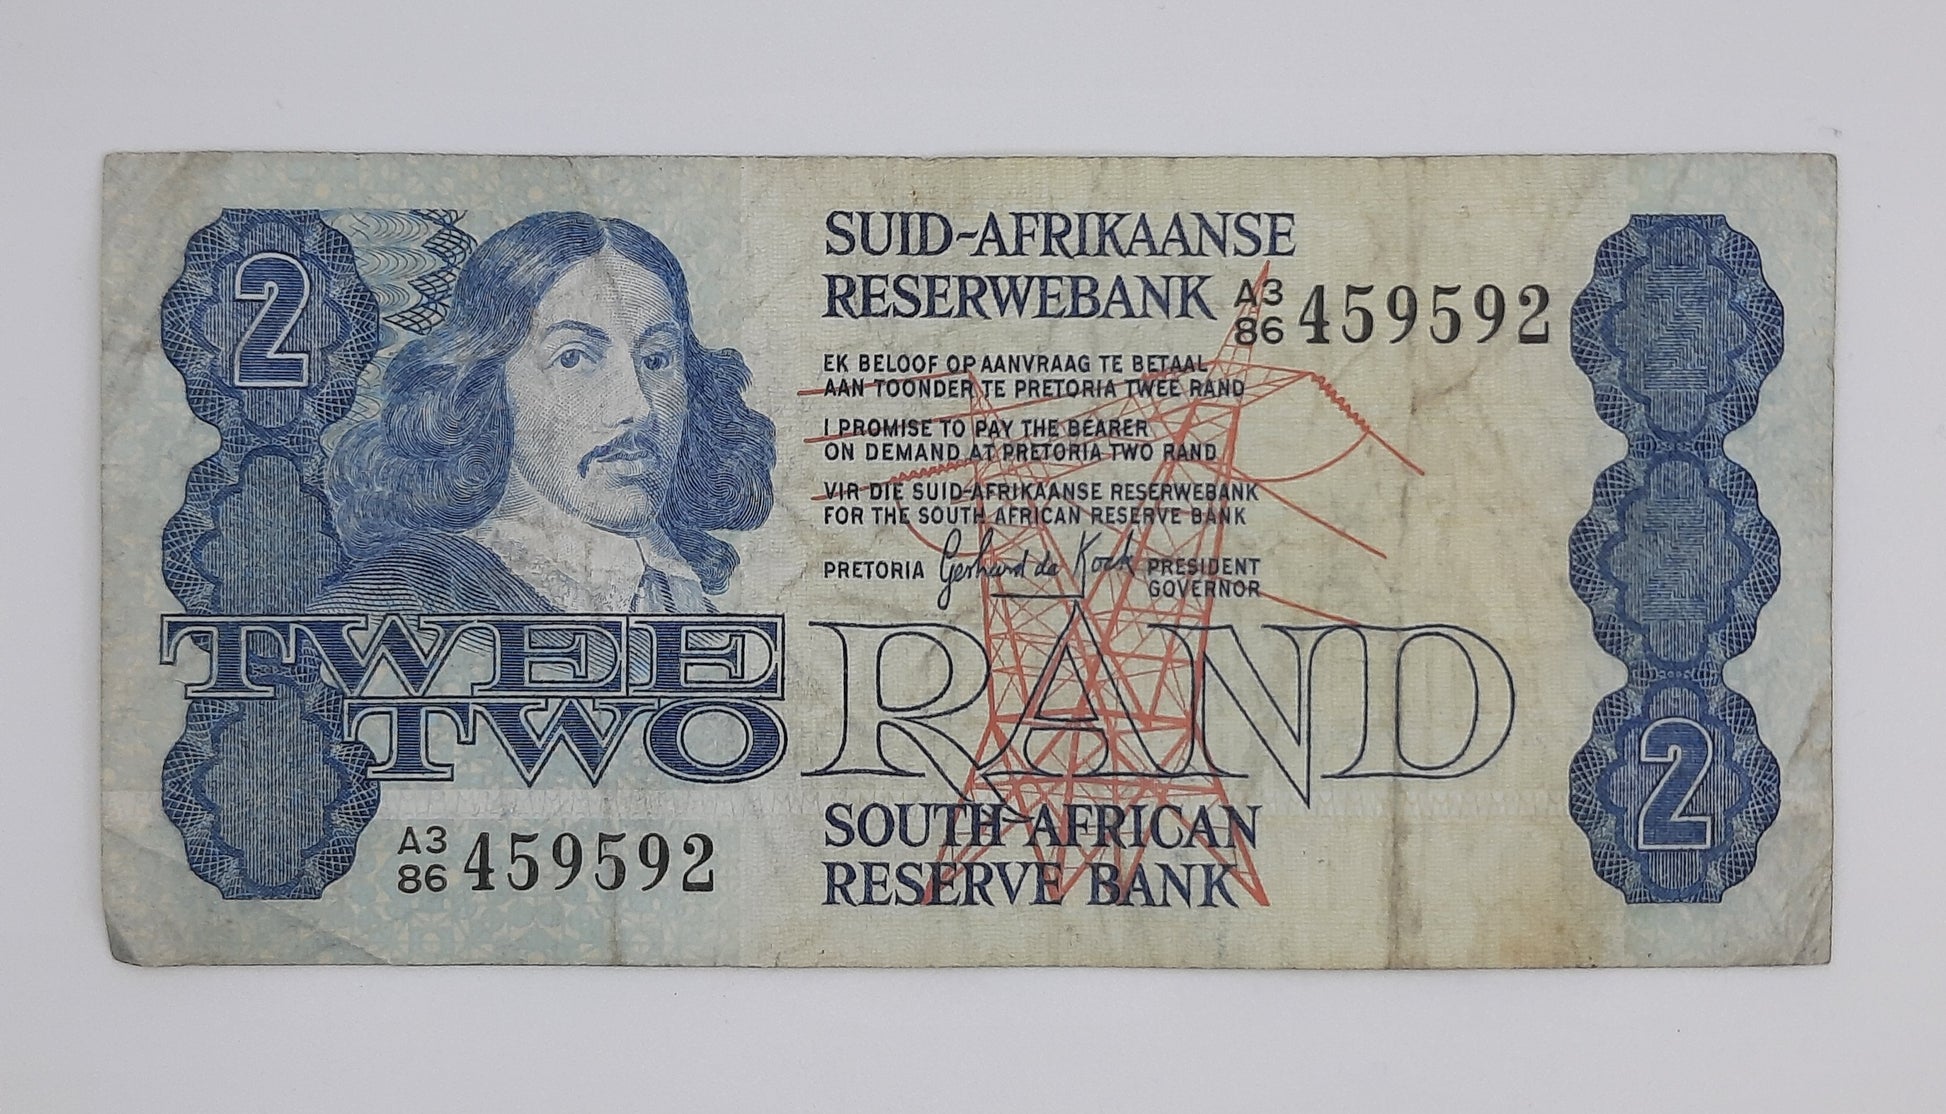 2
SUID-AFRIKAANSE
RESERWEBANK
A3
86 459592
EK BELOOF OP AANVRAAG TE BETAAL
AAN TOONDER TE PRETORIA TWEE RAND
I PROMISE TO PAY THE BEARER
ON DEMAND AT PRETORIA TWO RAND
VIR DIE SUID-AFRIKAANSE RESERWEBANK
FOR THE SOUTH AFRICAN RESERVE BANK
PRETORIA Gerhard de Kock PRESIDENT
GOVERNOR
TWEE
TWO
RAND
2
A3
86 459592
SOUTH-AFRICAN
RESERVE BANK